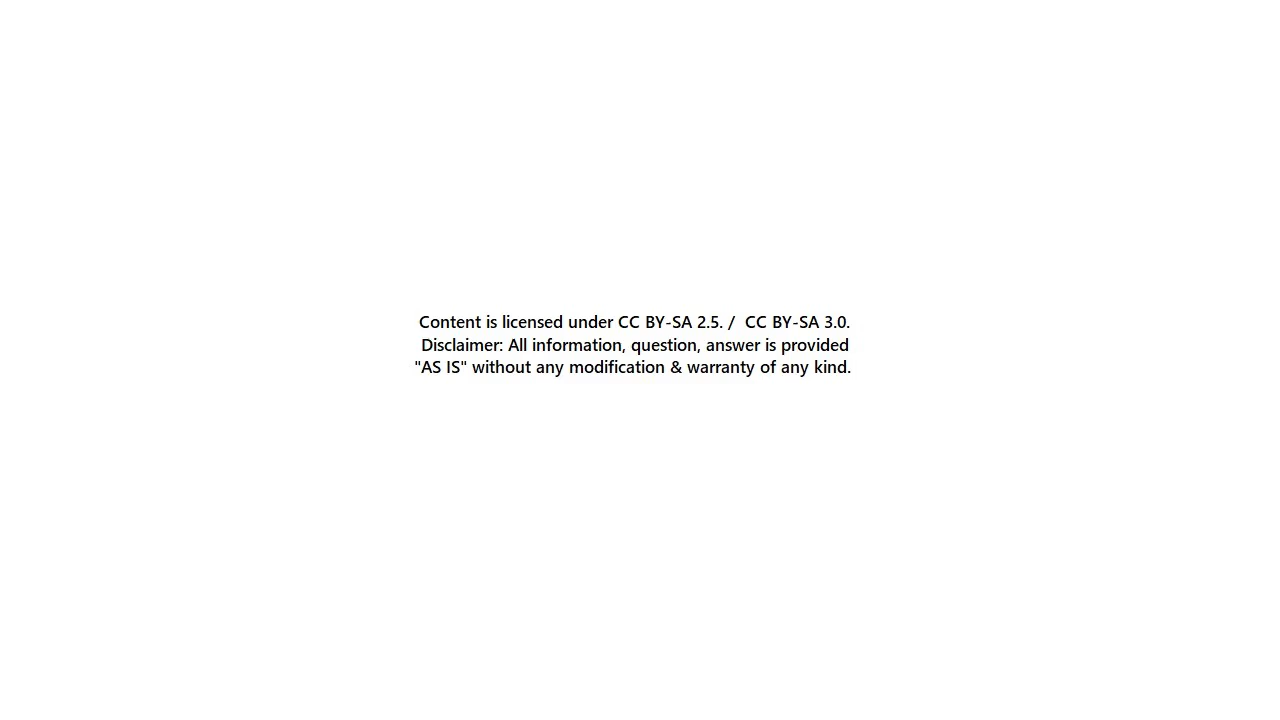 Content is licensed under CC BY-SA 2.5. /  CC BY-SA 3.0.
Disclaimer: All information, question, answer is provided
"AS IS" without any modification & warranty of any kind.